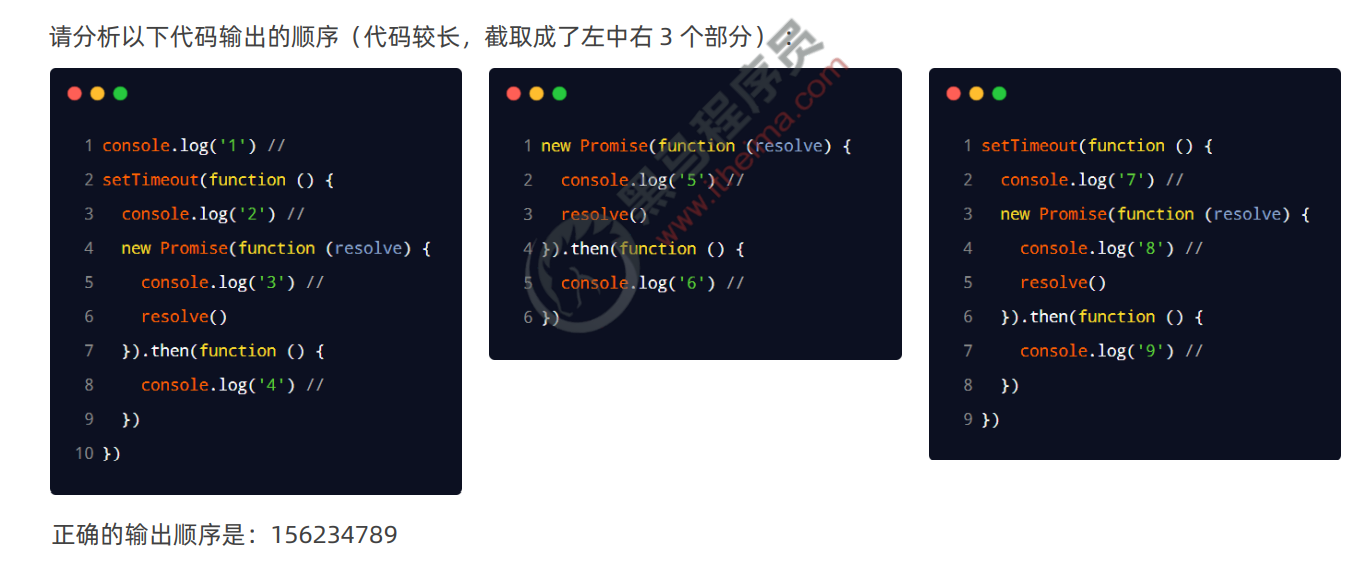 请分析以下代码输出的顺序（代码较长，截取成了左中右 3 个部分）：
1 console.log('1') //
2 setTimeout(function () {
3 console.log('2') //
4 new Promise(function (resolve) {
5 console.log('3') //
6 resolve()
7 }).then(function () {
8 console.log('4') //
9 })
10 })
1 new Promise(function (resolve) {
2 console.log('5') //
3 resolve()
4 }).then(function () {
5 console.log('6') //
6 })
1 setTimeout(function () {
2 console.log('7') //
3 new Promise(function (resolve) {
4 console.log('8') //
5 resolve()
6 }).then(function () {
7 console.log('9') //
8 })
9 })
黑马程序员
www.itheima.com
正确的输出顺序是：156234789